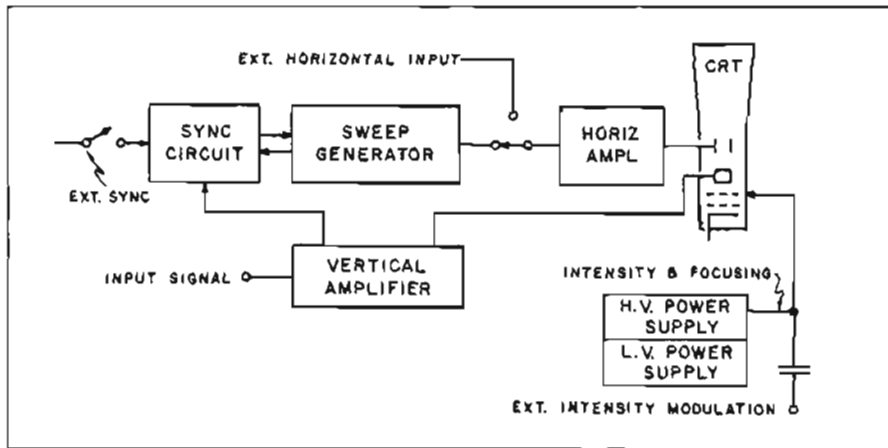 EXT. HORIZONTAL INPUT
CRT
SYNC
CIRCUIT
SWEEP
GENERATOR
HORIZ
AMPL
EXT. SYNC
INPUT SIGNAL
VERTICAL
AMPLIFIER
INTENSITY & FOCUSING
H.V. POWER
SUPPLY
L.V. POWER
SUPPLY
EXT. INTENSITY MODULATION